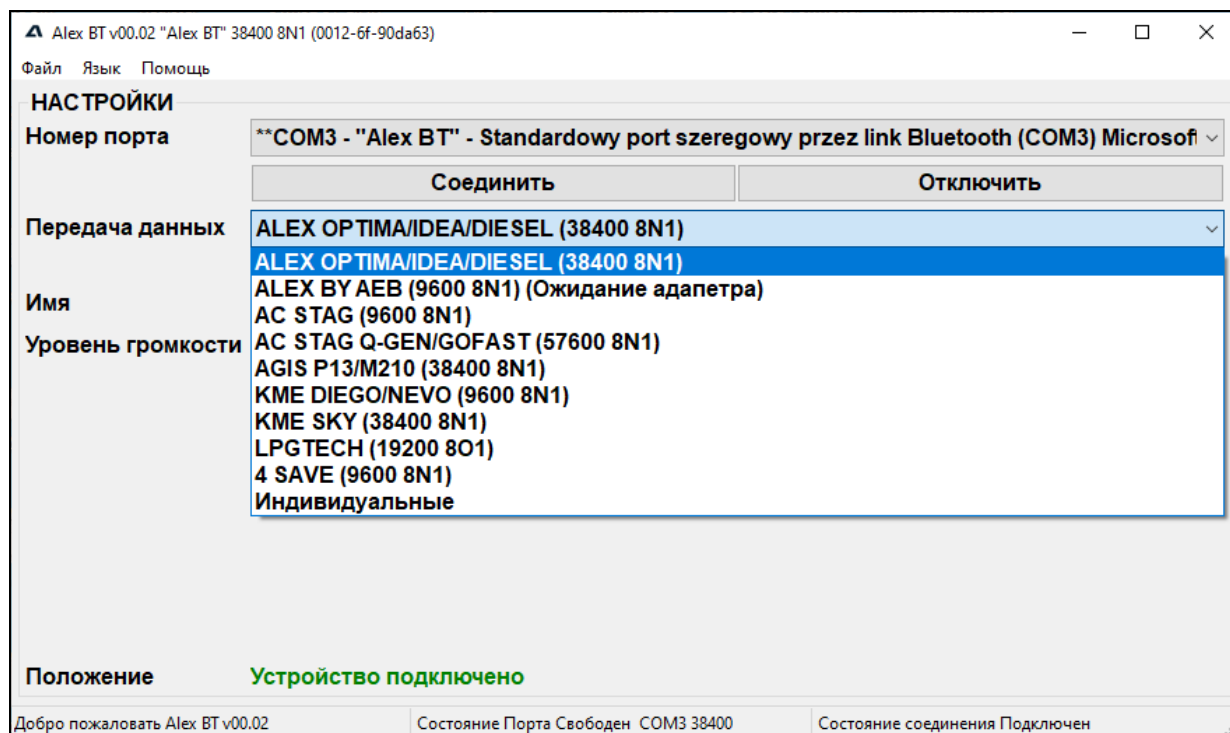 Alex BT v00.02 "Alex BT" 38400 8N1 (0012-6f-90da63)
Файл Язык Помощь
НАСТРОЙКИ
Номер порта **COM3 - "Alex BT" - Standardowy port szeregowy przez link Bluetooth (COM3) Microsoft
Соединить Отключить
Передача данных ALEX OPTIMA/IDEA/DIESEL (38400 8N1)
ALEX OPTIMA/IDEA/DIESEL (38400 8N1)
ALEX BY AEB (9600 8N1) (Ожидание адапетра)
Имя
AC STAG (9600 8N1)
Уровень громкости AC STAG Q-GEN/GOFAST (57600 8N1)
AGIS P13/M210 (38400 8N1)
KME DIEGO/NEVO (9600 8N1)
KME SKY (38400 8N1)
LPGTECH (19200 8O1)
4 SAVE (9600 8N1)
Индивидуальные
Положение Устройство подключено
Добро пожаловать Alex BT v00.02 Состояние Порта Свободен COM3 38400 Состояние соединения Подключен